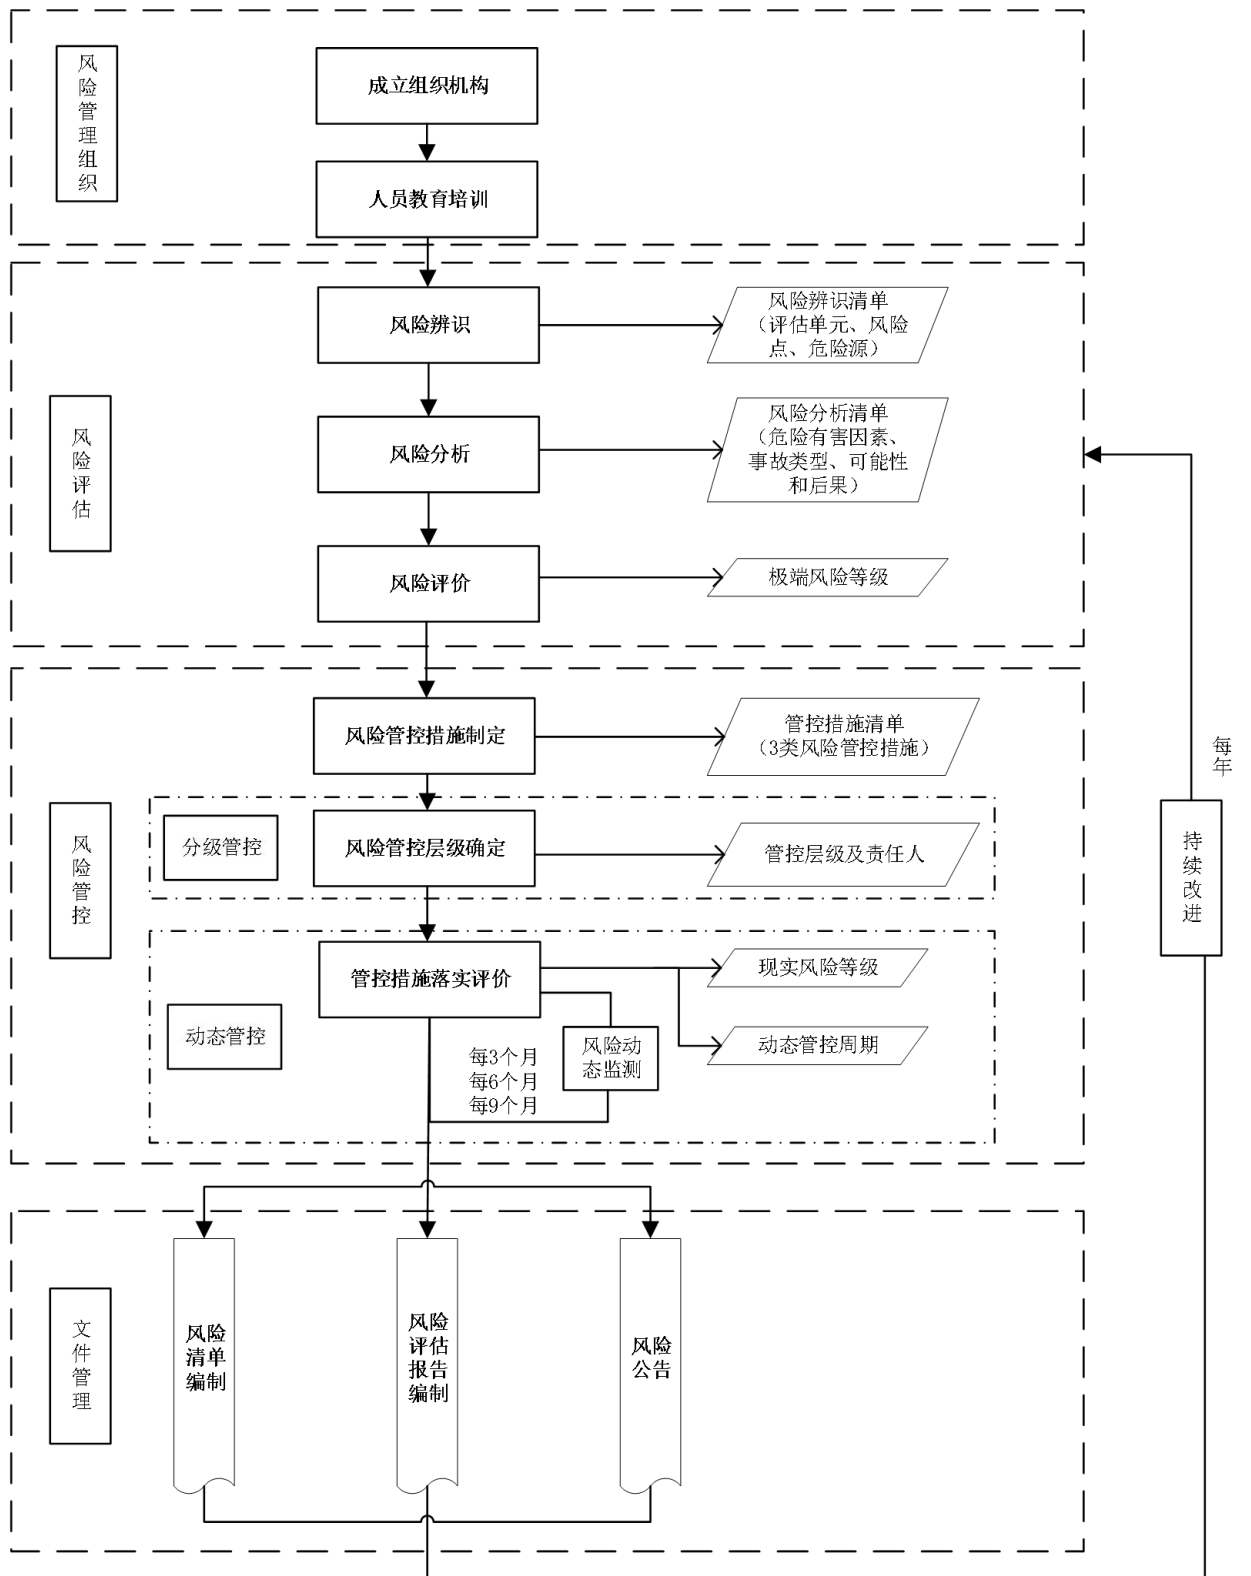 风险管理组织
成立组织机构
人员教育培训
风险评估
风险辨识
风险辨识清单
（评估单元、风险
点、危险源）
风险分析
风险分析清单
（危险有害因素、
事故类型、可能性
和后果）
风险评价
极端风险等级
风险管控
风险管控措施制定
管控措施清单
（3类风险管控措施）
分级管控
风险管控层级确定
管控层级及责任人
动态管控
管控措施落实评价
现实风险等级
动态管控周期
风险动
态监测
每3个月
每6个月
每9个月
每年
持续改进
文件管理
风险
清单
编制
风险
评估
报告
编制
风险
公告